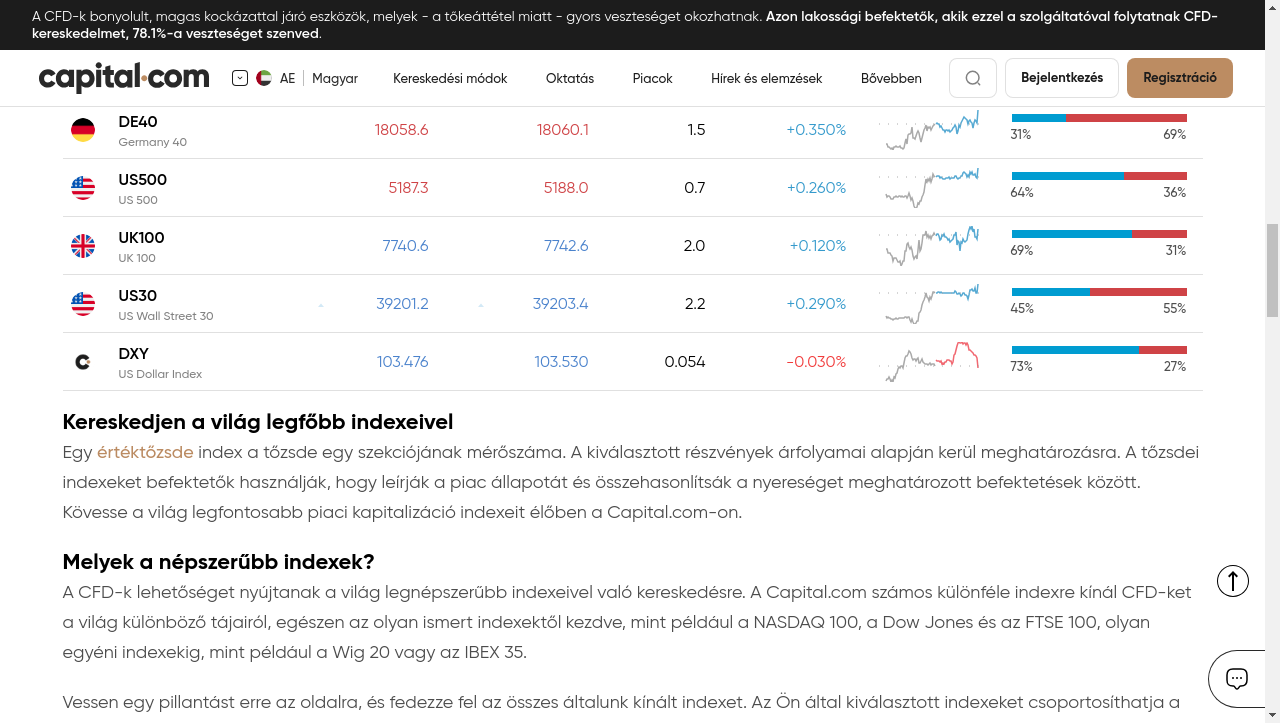 A CFD-k bonyolult, magas kockázattal járó eszközök, melyek - a tőkeáttétel miatt - gyors veszteséget okozhatnak. Azon lakossági befektetők, akik ezzel a szolgáltatóval folytatnak CFD-
kereskedelmet, 78.1%-a veszteséget szenved.
capital.com AE Magyar Kereskedési módok Oktatás Piacok Hírek és elemzések Bővebben Bejelentkezés Regisztráció
DE40 18058.6 18060.1 1.5 +0.350%
Germany 40 31% 69%
US500 5187.3 5188.0 0.7 +0.260%
US 500 64% 36%
UK100 7740.6 7742.6 2.0 +0.120%
UK 100 69% 31%
US30 39201.2 39203.4 2.2 +0.290%
US Wall Street 30 45% 55%
DXY 103.476 103.530 0.054 -0.030%
US Dollar Index 73% 27%
Kereskedjen a világ legfőbb indexeivel
Egy értéktőzsde index a tőzsde egy szekciójának mérőszáma. A kiválasztott részvények árfolyamai alapján kerül meghatározásra. A tőzsdei
indexeket befektetők használják, hogy leírják a piac állapotát és összehasonlítsák a nyereséget meghatározott befektetések között.
Kövesse a világ legfontosabb piaci kapitalizáció indexeit élőben a Capital.com-on.
Melyek a népszerűbb indexek?
A CFD-k lehetőséget nyújtanak a világ legnépszerűbb indexeivel való kereskedésre. A Capital.com számos különféle indexre kínál CFD-ket
a világ különböző tájairól, egészen az olyan ismert indexektől kezdve, mint például a NASDAQ 100, a Dow Jones és az FTSE 100, olyan
egyéni indexekig, mint például a Wig 20 vagy az IBEX 35.
Vessen egy pillantást erre az oldalra, és fedezze fel az összes általunk kínált indexet. Az Ön által kiválasztott indexeket csoportosíthatja a